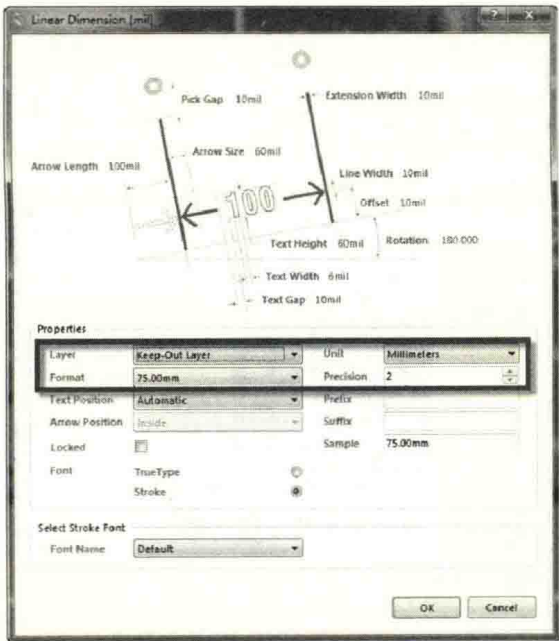 Linear Dimension [mil]
Pick Gap 10mil
Extension Width 10mil
Arrow Size 60mil
Arrow Length 100mil
Line Width 10mil
100
Offset 10mil
Text Height 60mil
Rotation 180.000
Text Width 6mil
Text Gap 10mil
Properties
Layer Keep-Out Layer Unit Millimeters
Format 75.00mm Precision 2
Text Position Automatic Prefix
Arrow Position Inside Suffix
Locked Sample 75.00mm
Font TrueType
Stroke
Select Stroke Font
Font Name Default
OK Cancel